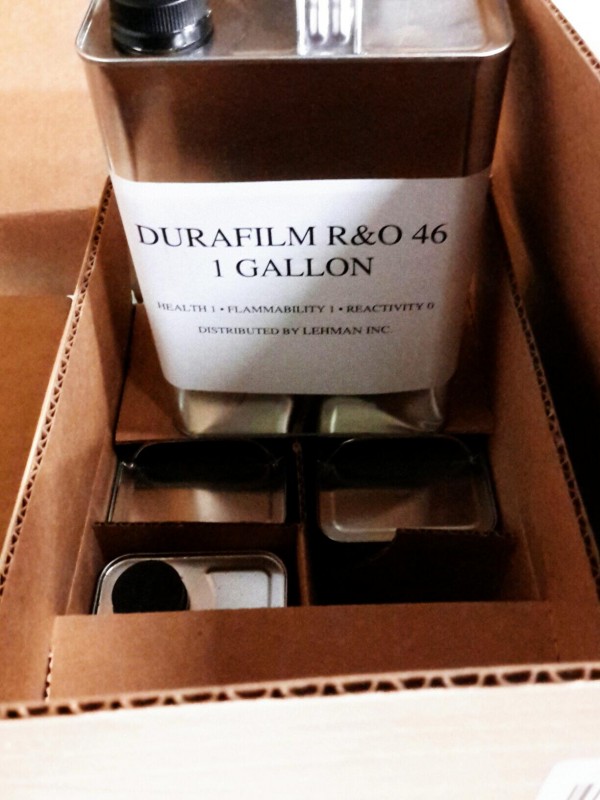 DURAFILM R&O 46
1 GALLON
HEALTH 1 • FLAMMABILITY 1 • REACTIVITY 0
DISTRIBUTED BY LEHMAN INC